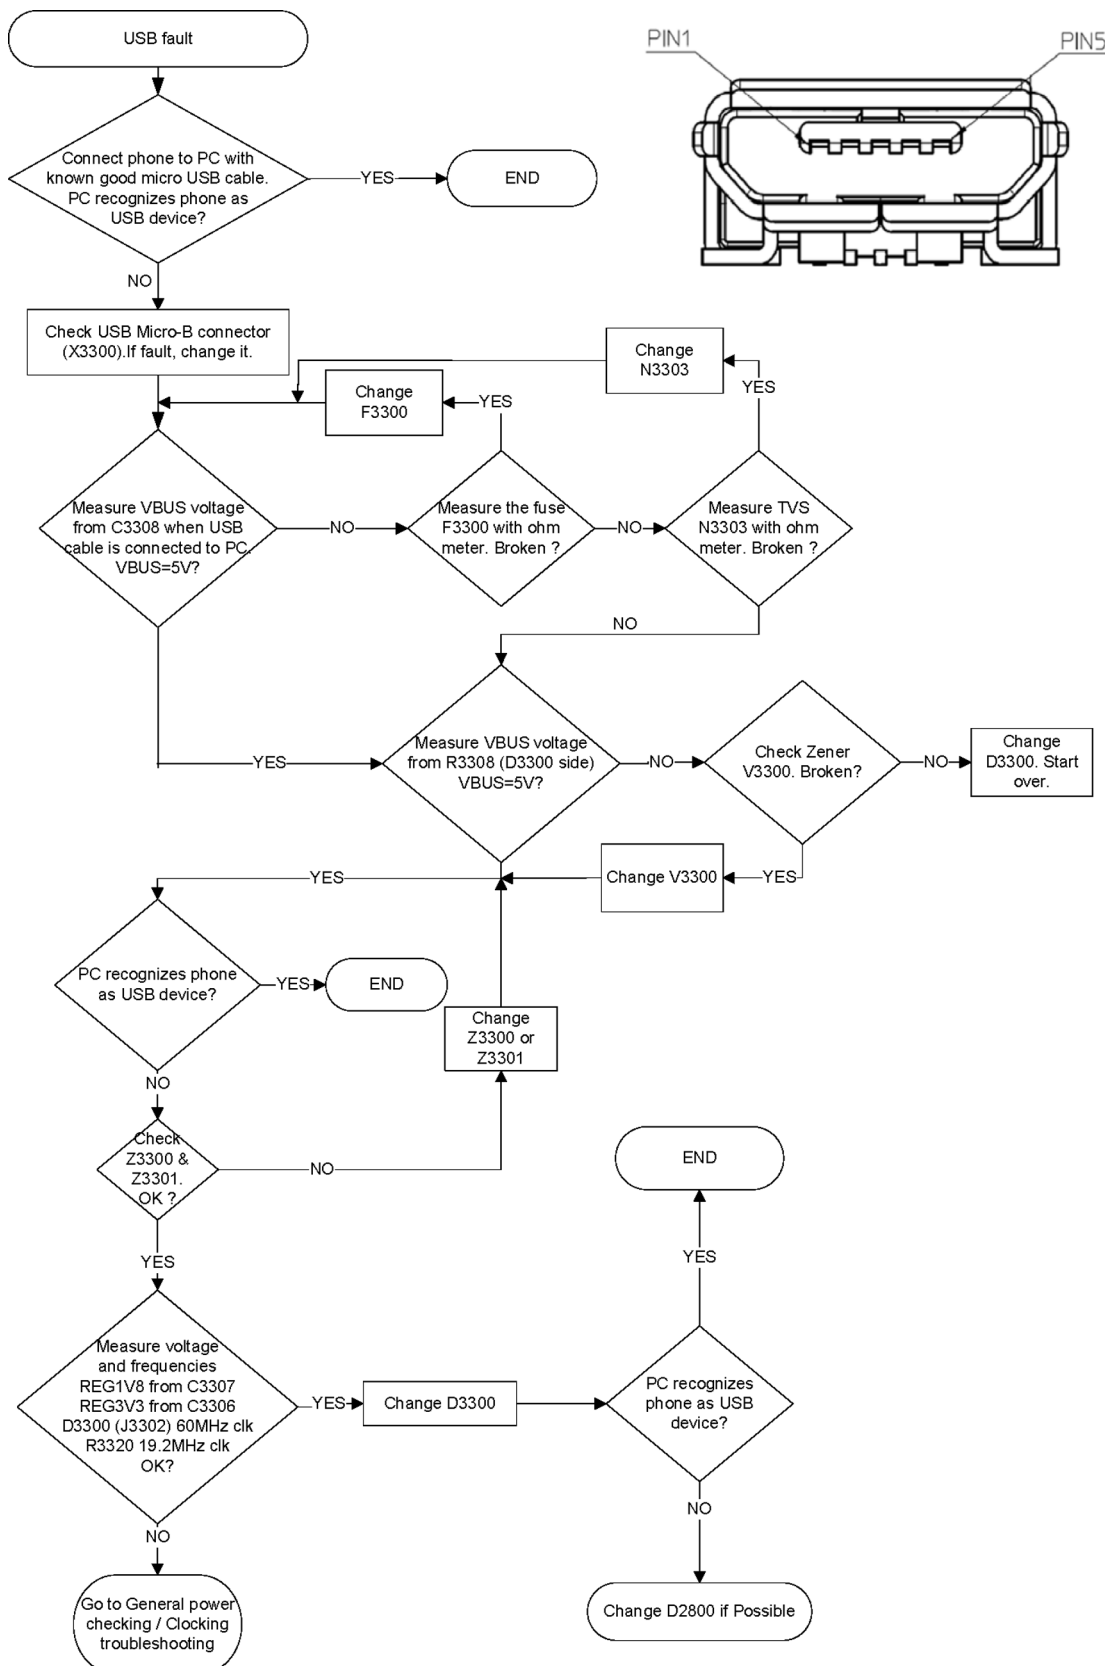 USB fault
PIN1
PIN5
Connect phone to PC with
known good micro USB cable.
PC recognizes phone as
USB device?
YES
END
NO
Check USB Micro-B connector
(X3300).If fault, change it.
Change
N3303
YES
Change
F3300
YES
Measure VBUS voltage
from C3308 when USB
cable is connected to PC.
VBUS=5V?
NO
Measure the fuse
F3300 with ohm
meter. Broken ?
NO
Measure TVS
N3303 with ohm
meter. Broken ?
NO
YES
Measure VBUS voltage
from R3308 (D3300 side)
VBUS=5V?
NO
Check Zener
V3300. Broken?
NO
Change
D3300. Start
over.
YES
Change V3300
YES
PC recognizes phone
as USB device?
YES
END
Change
Z3300 or
Z3301
NO
Check
Z3300 &
Z3301.
OK ?
NO
END
YES
YES
Measure voltage
and frequencies
REG1V8 from C3307
REG3V3 from C3306
D3300 (J3302) 60MHz clk
R3320 19.2MHz clk
OK?
YES
Change D3300
PC recognizes
phone as USB
device?
NO
NO
Go to General power
checking / Clocking
troubleshooting
Change D2800 if Possible